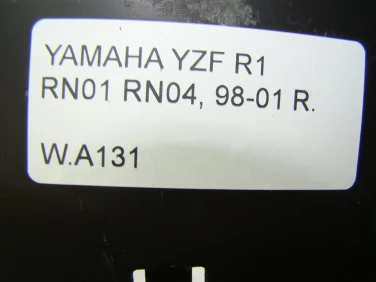 YAMAHA YZF R1
RN01 RN04, 98-01 R.
W.A131